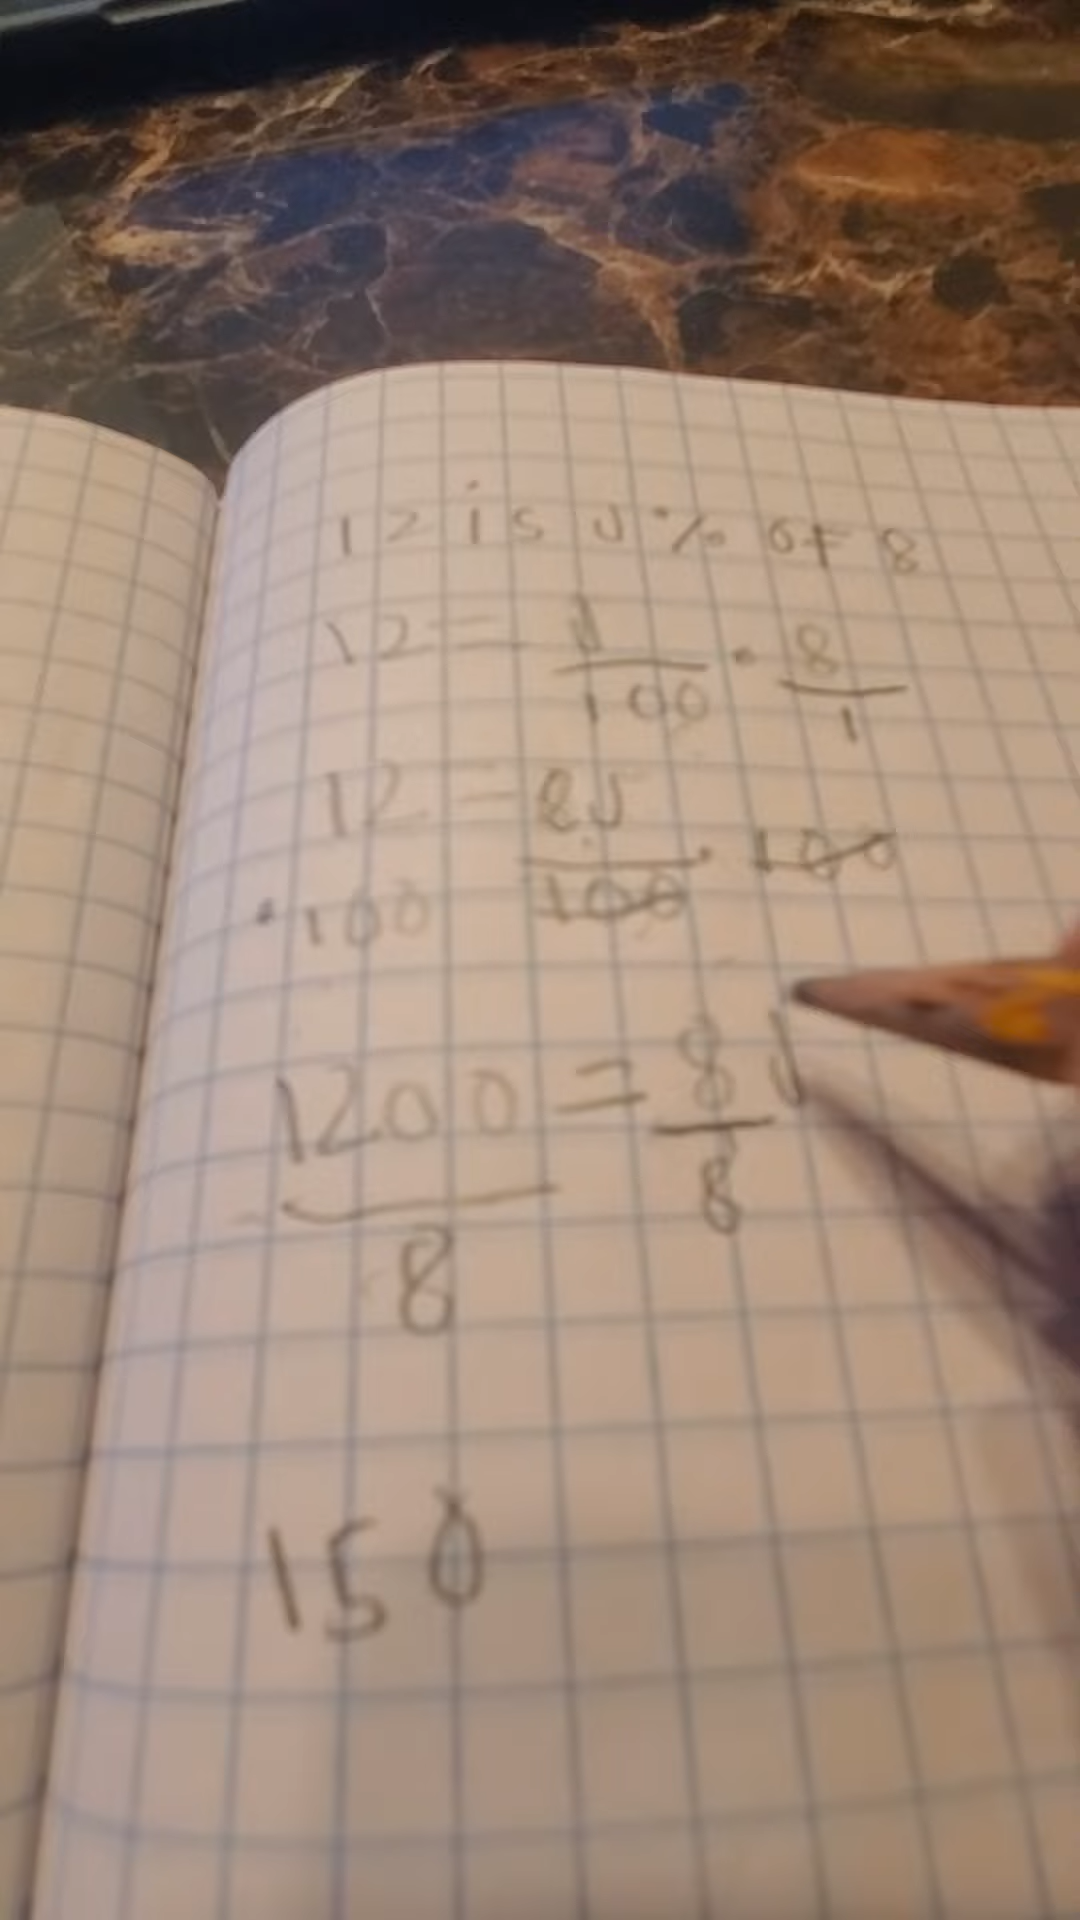 12 is J% of 8
12 = J/100 · 8/1
12 = 8J/100 · 100
·100
1200/8 = 8J/8
150